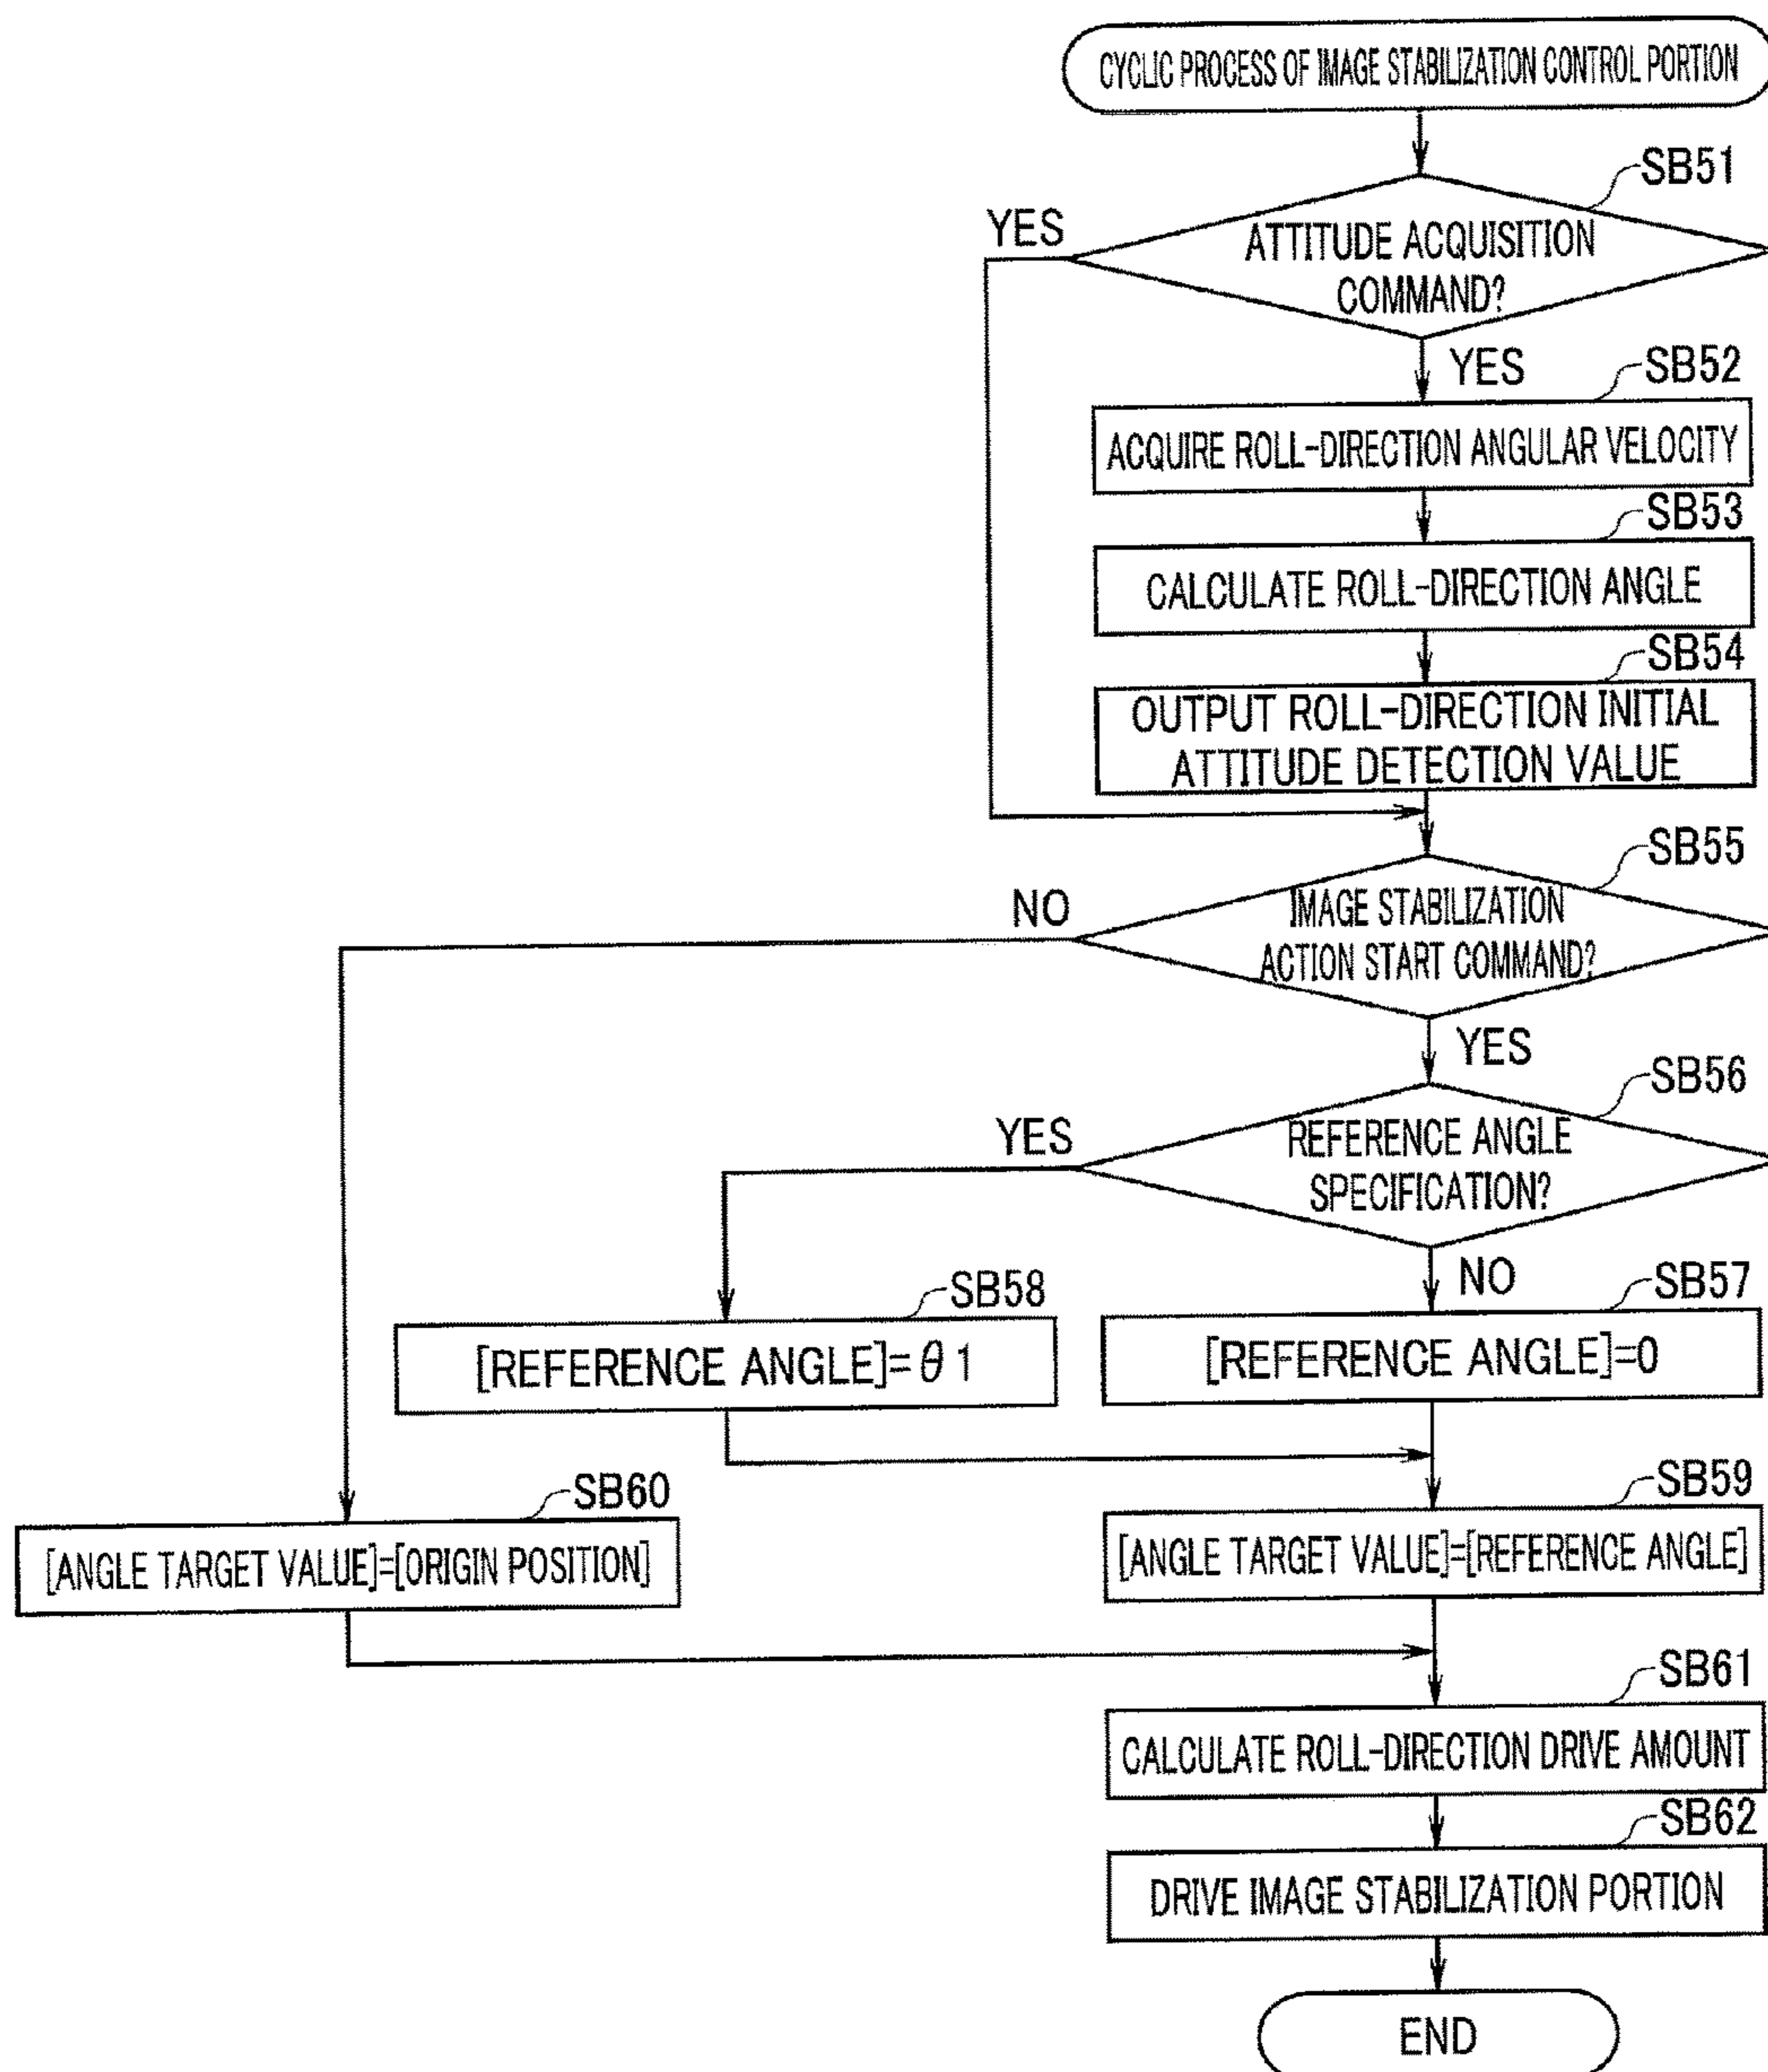 CYCLIC PROCESS OF IMAGE STABILIZATION CONTROL PORTION
SB51
YES
ATTITUDE ACQUISITION
COMMAND?
YES
SB52
ACQUIRE ROLL-DIRECTION ANGULAR VELOCITY
SB53
CALCULATE ROLL-DIRECTION ANGLE
SB54
OUTPUT ROLL-DIRECTION INITIAL
ATTITUDE DETECTION VALUE
SB55
NO
IMAGE STABILIZATION
ACTION START COMMAND?
YES
SB56
YES
REFERENCE ANGLE
SPECIFICATION?
NO
SB58
SB57
[REFERENCE ANGLE]=θ1
[REFERENCE ANGLE]=0
SB60
SB59
[ANGLE TARGET VALUE]=[ORIGIN POSITION]
[ANGLE TARGET VALUE]=[REFERENCE ANGLE]
SB61
CALCULATE ROLL-DIRECTION DRIVE AMOUNT
SB62
DRIVE IMAGE STABILIZATION PORTION
END